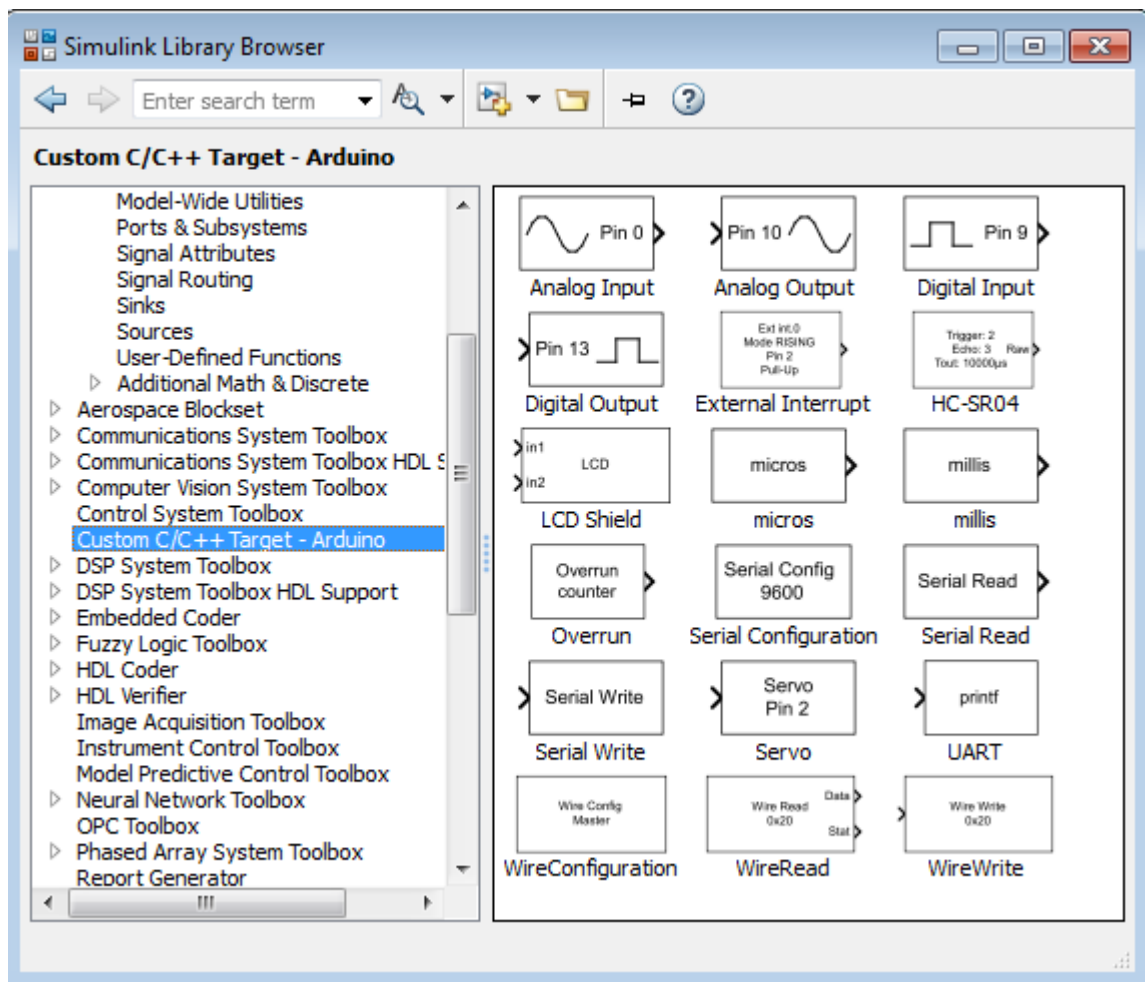 Simulink Library Browser
Enter search term
Custom C/C++ Target - Arduino
Model-Wide Utilities
Ports & Subsystems
Signal Attributes
Signal Routing
Sinks
Sources
User-Defined Functions
Additional Math & Discrete
Aerospace Blockset
Communications System Toolbox
Communications System Toolbox HDL S
Computer Vision System Toolbox
Control System Toolbox
Custom C/C++ Target - Arduino
DSP System Toolbox
DSP System Toolbox HDL Support
Embedded Coder
Fuzzy Logic Toolbox
HDL Coder
HDL Verifier
Image Acquisition Toolbox
Instrument Control Toolbox
Model Predictive Control Toolbox
Neural Network Toolbox
OPC Toolbox
Phased Array System Toolbox
Report Generator
Pin 0
Analog Input
Pin 10
Analog Output
Pin 9
Digital Input
Pin 13
Digital Output
Ext int.0
Mode RISING
Pin 2
Pull-Up
External Interrupt
Trigger: 2
Echo: 3 Raw
Tout: 10000µs
HC-SR04
in1
LCD
in2
LCD Shield
micros
micros
millis
millis
Overrun
counter
Overrun
Serial Config
9600
Serial Configuration
Serial Read
Serial Read
Serial Write
Serial Write
Servo
Pin 2
Servo
printf
UART
Wire Config
Master
WireConfiguration
Wire Read
0x20
Data
Stat
WireRead
Wire Write
0x20
WireWrite